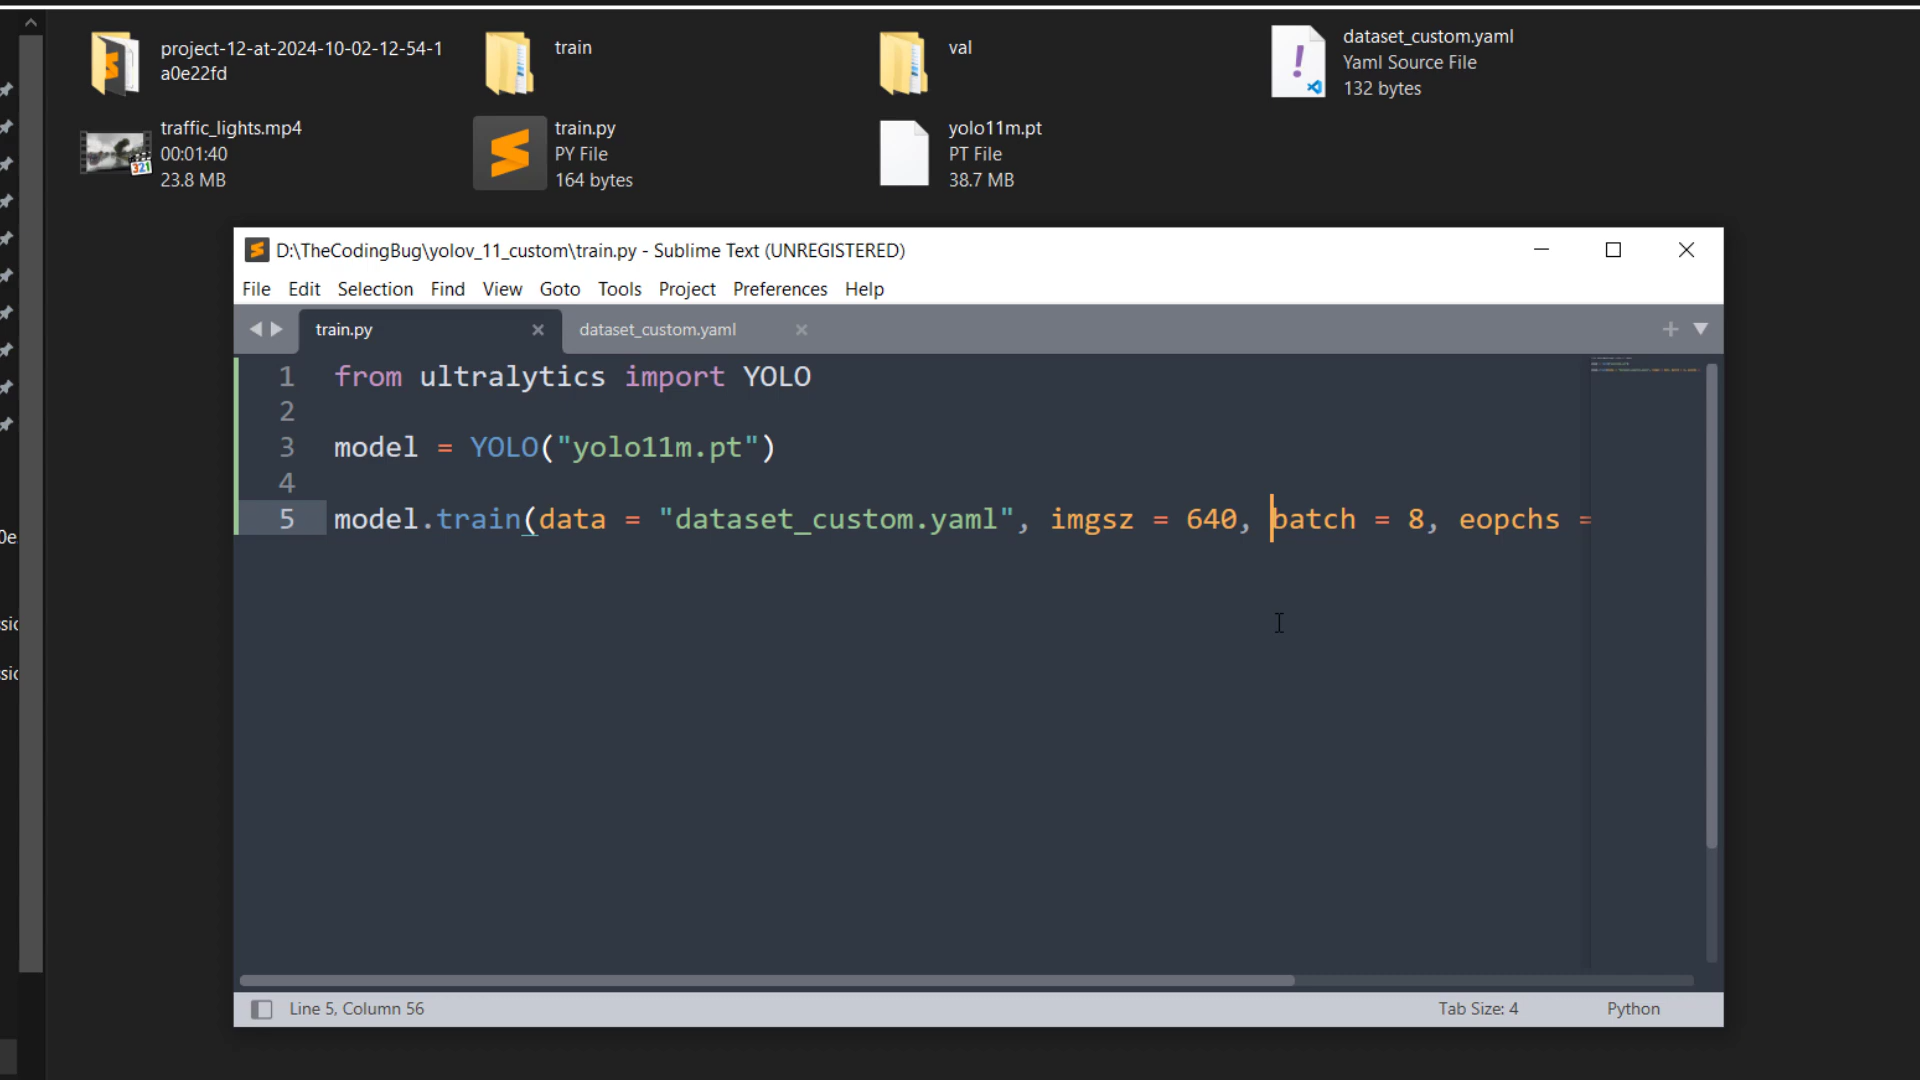 project-12-at-2024-10-02-12-54-1
a0e22fd
train
val
dataset_custom.yaml
Yaml Source File
132 bytes
traffic_lights.mp4
00:01:40
23.8 MB
train.py
PY File
164 bytes
yolo11m.pt
PT File
38.7 MB
D:\TheCodingBug\yolov_11_custom\train.py - Sublime Text (UNREGISTERED)
File Edit Selection Find View Goto Tools Project Preferences Help
train.py dataset_custom.yaml
1 from ultralytics import YOLO
2
3 model = YOLO("yolo11m.pt")
4
5 model.train(data = "dataset_custom.yaml", imgsz = 640, batch = 8, eopchs =
0e
ssic
ssic
Line 5, Column 56 Tab Size: 4 Python